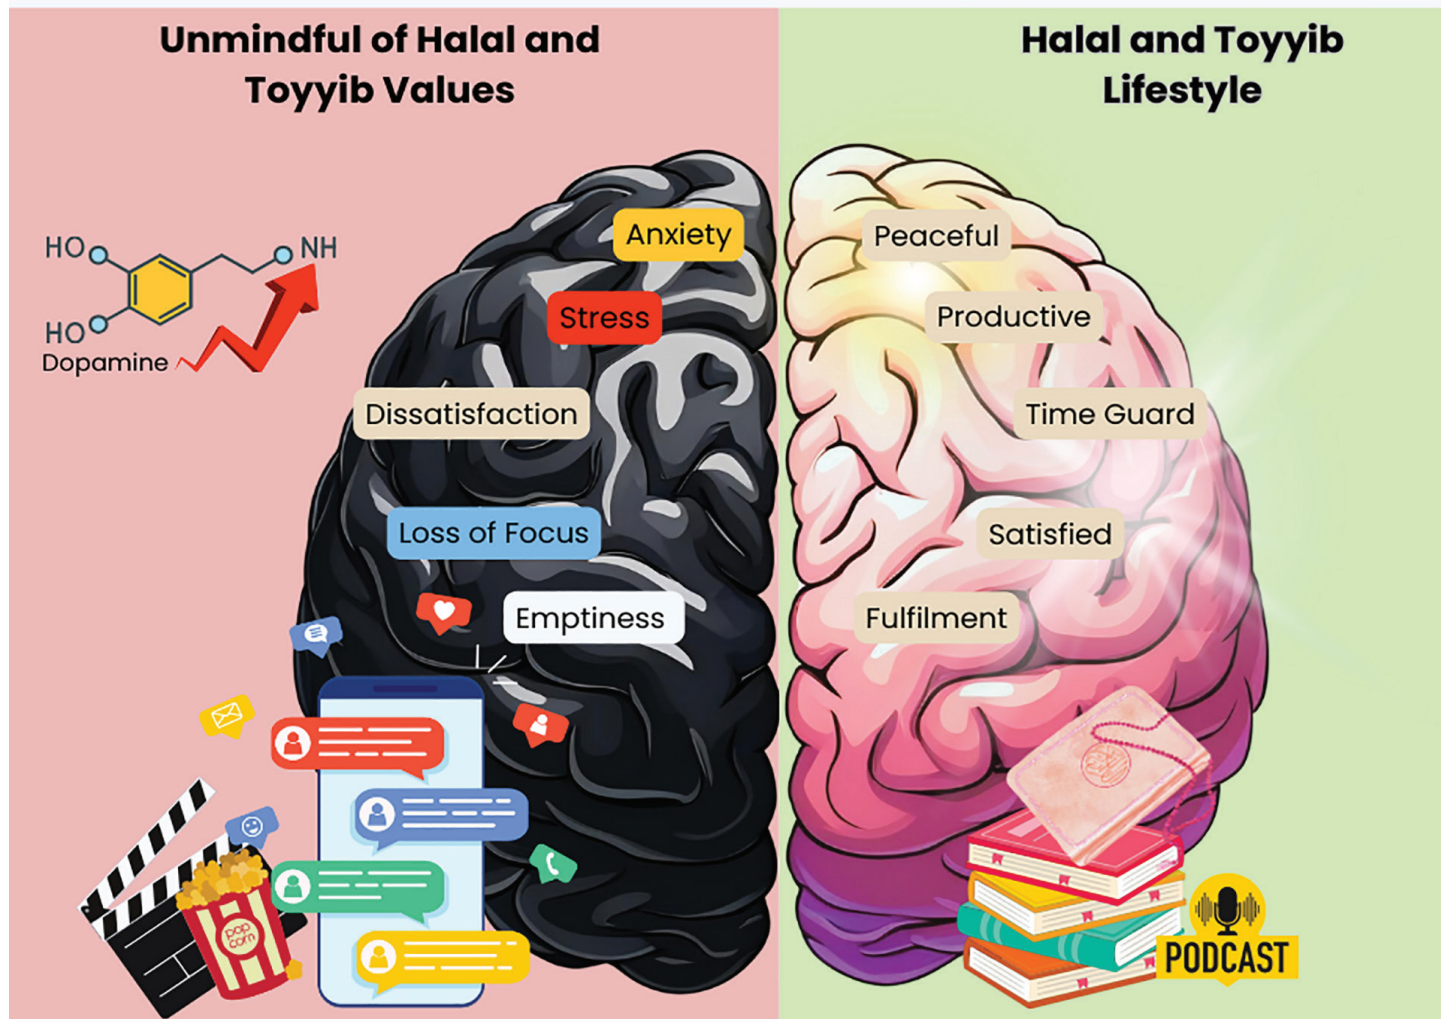 Unmindful of Halal and
Toyyib Values
HO
NH
HO
Dopamine
Anxiety
Stress
Dissatisfaction
Loss of Focus
Emptiness
pop
corn
Halal and Toyyib
Lifestyle
Peaceful
Productive
Time Guard
Satisfied
Fulfilment
PODCAST